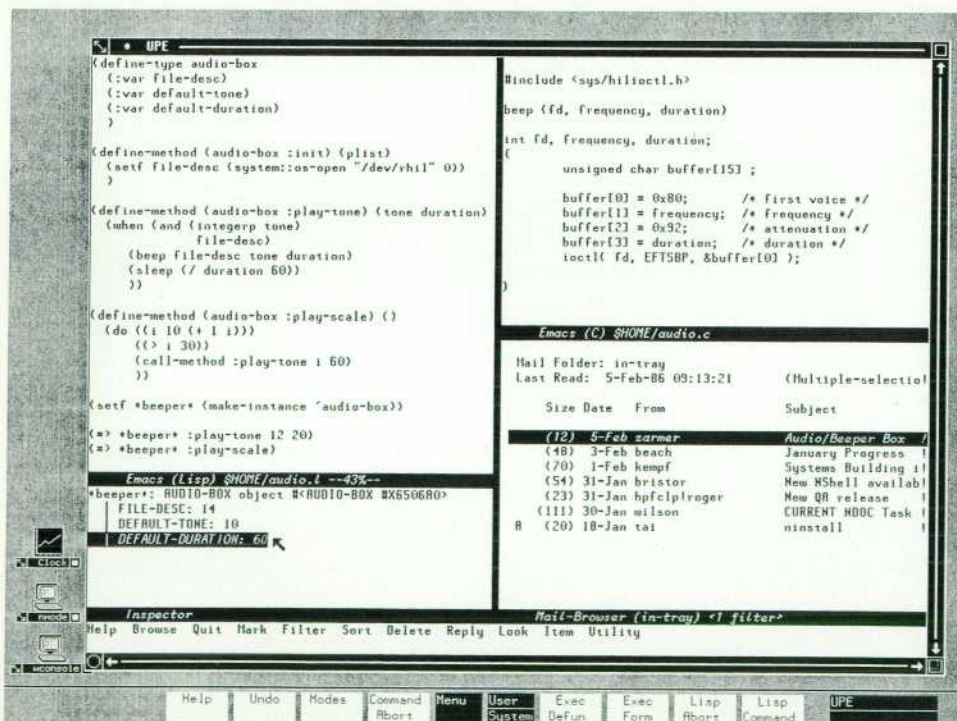 * UPE
(define-type audio-box
(:var file-desc)
(:var default-tone)
(:var default-duration)
)
(define-method (audio-box :init) (plist)
(setf file-desc (system::os-open "/dev/rhil" 0))
)
(define-method (audio-box :play-tone) (tone duration)
(when (and (integerp tone)
file-desc)
(beep file-desc tone duration)
(sleep (/ duration 60))
))
(define-method (audio-box :play-scale) ()
(do ((i 10 (+ 1 i)))
((> i 30))
(call-method :play-tone i 60)
))
(setf *beeper* (make-instance 'audio-box))
(=> *beeper* :play-tone 12 20)
(=> *beeper* :play-scale)
Emacs (Lisp) $HOME/audio.l --43%--
*beeper*: AUDIO-BOX object #<AUDIO-BOX #X6506A0>
FILE-DESC: 14
DEFAULT-TONE: 10
DEFAULT-DURATION: 60
Inspector
#include <sys/hilioctl.h>
beep (fd, frequency, duration)
int fd, frequency, duration;
{
unsigned char buffer[15] ;
buffer[0] = 0x80; /* first voice */
buffer[1] = frequency; /* frequency */
buffer[2] = 0x92; /* attenuation */
buffer[3] = duration; /* duration */
ioctl( fd, EFTSBP, &buffer[0] );
}
Emacs (C) $HOME/audio.c
Mail Folder: in-tray
Last Read: 5-Feb-86 09:13:21 (Multiple-selectio!
Size Date From Subject
(12) 5-Feb zarmer Audio/Beeper Box !
(48) 3-Feb beach January Progress !
(70) 1-Feb kempf Systems Building i!
(54) 31-Jan bristor New NShell availab!
(23) 31-Jan hpfclp!roger New QA release !
(111) 30-Jan wilson CURRENT NDOC Task !
A (20) 18-Jan tai ninstall !
Mail-Browser (in-tray) <1 filter>
Help Browse Quit Mark Filter Sort Delete Reply Look Item Utility
Clock
nmode
wconsole
Help Undo Modes Command Abort Menu User System Exec Defun Exec Form Lisp Abort Lisp Command UPE